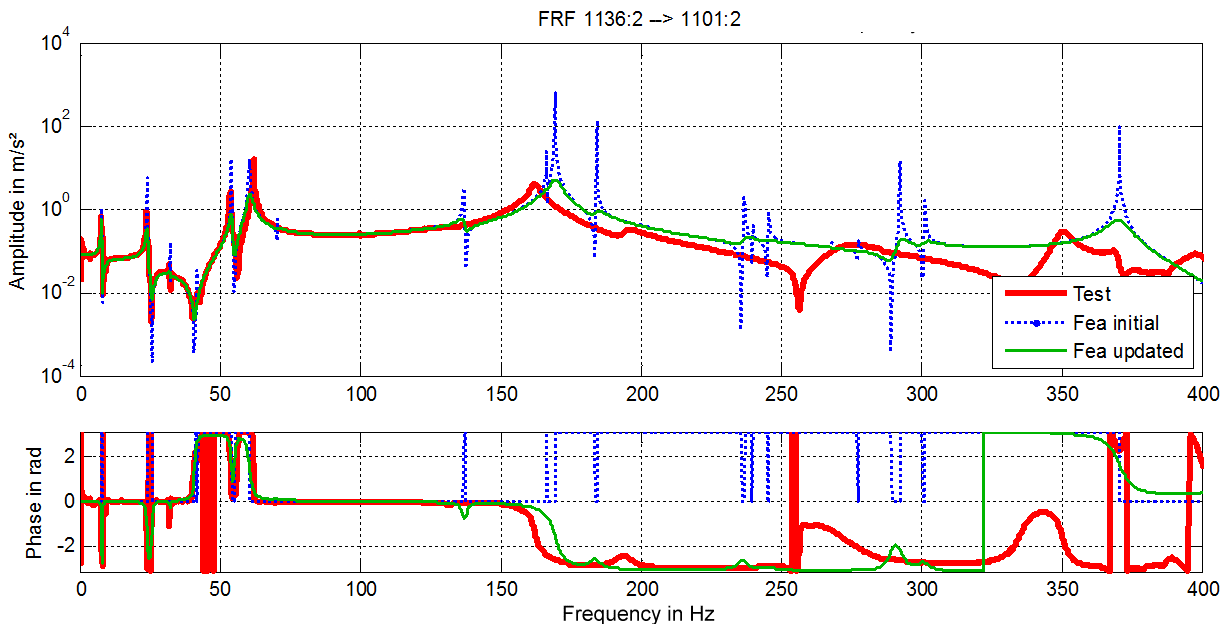 FRF 1136:2 --> 1101:2
Amplitude in m/s²
10^4
10^2
10^0
10^-2
10^-4
0 50 100 150 200 250 300 350 400
Test
Fea initial
Fea updated
Phase in rad
2
0
-2
0 50 100 150 200 250 300 350 400
Frequency in Hz